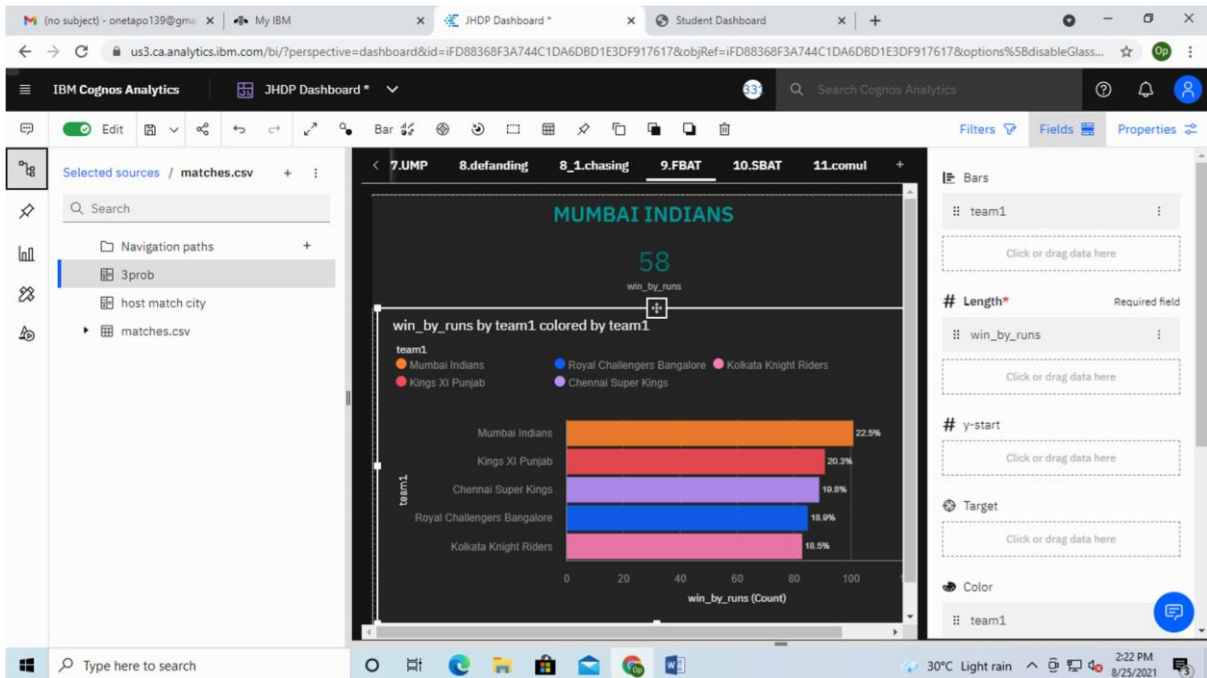 (no subject) - onetapo139@gma
My IBM
JHDP Dashboard *
Student Dashboard
us3.ca.analytics.ibm.com/bi/?perspective=dashboard&id=iFD88368F3A744C1DA6DBD1E3DF917617&objRef=iFD88368F3A744C1DA6DBD1E3DF917617&options%5BdisableGlass...
Op
IBM Cognos Analytics
JHDP Dashboard *
Search Cognos Analytics
Edit
Bar
Filters
Fields
Properties
Selected sources / matches.csv
Search
Navigation paths
3prob
host match city
matches.csv
7.UMP
8.defanding
8_1.chasing
9.FBAT
10.SBAT
11.comul
MUMBAI INDIANS
58
win_by_runs
win_by_runs by team1 colored by team1
team1
Mumbai Indians
Royal Challengers Bangalore
Kolkata Knight Riders
Kings XI Punjab
Chennai Super Kings
team1
Mumbai Indians 22.5%
Kings XI Punjab 20.3%
Chennai Super Kings 19.8%
Royal Challengers Bangalore 18.9%
Kolkata Knight Riders 18.5%
0 20 40 60 80 100
win_by_runs (Count)
Bars
team1
Click or drag data here
# Length* Required field
win_by_runs
Click or drag data here
# y-start
Click or drag data here
Target
Click or drag data here
Color
team1
Type here to search
30°C Light rain
2:22 PM
8/25/2021